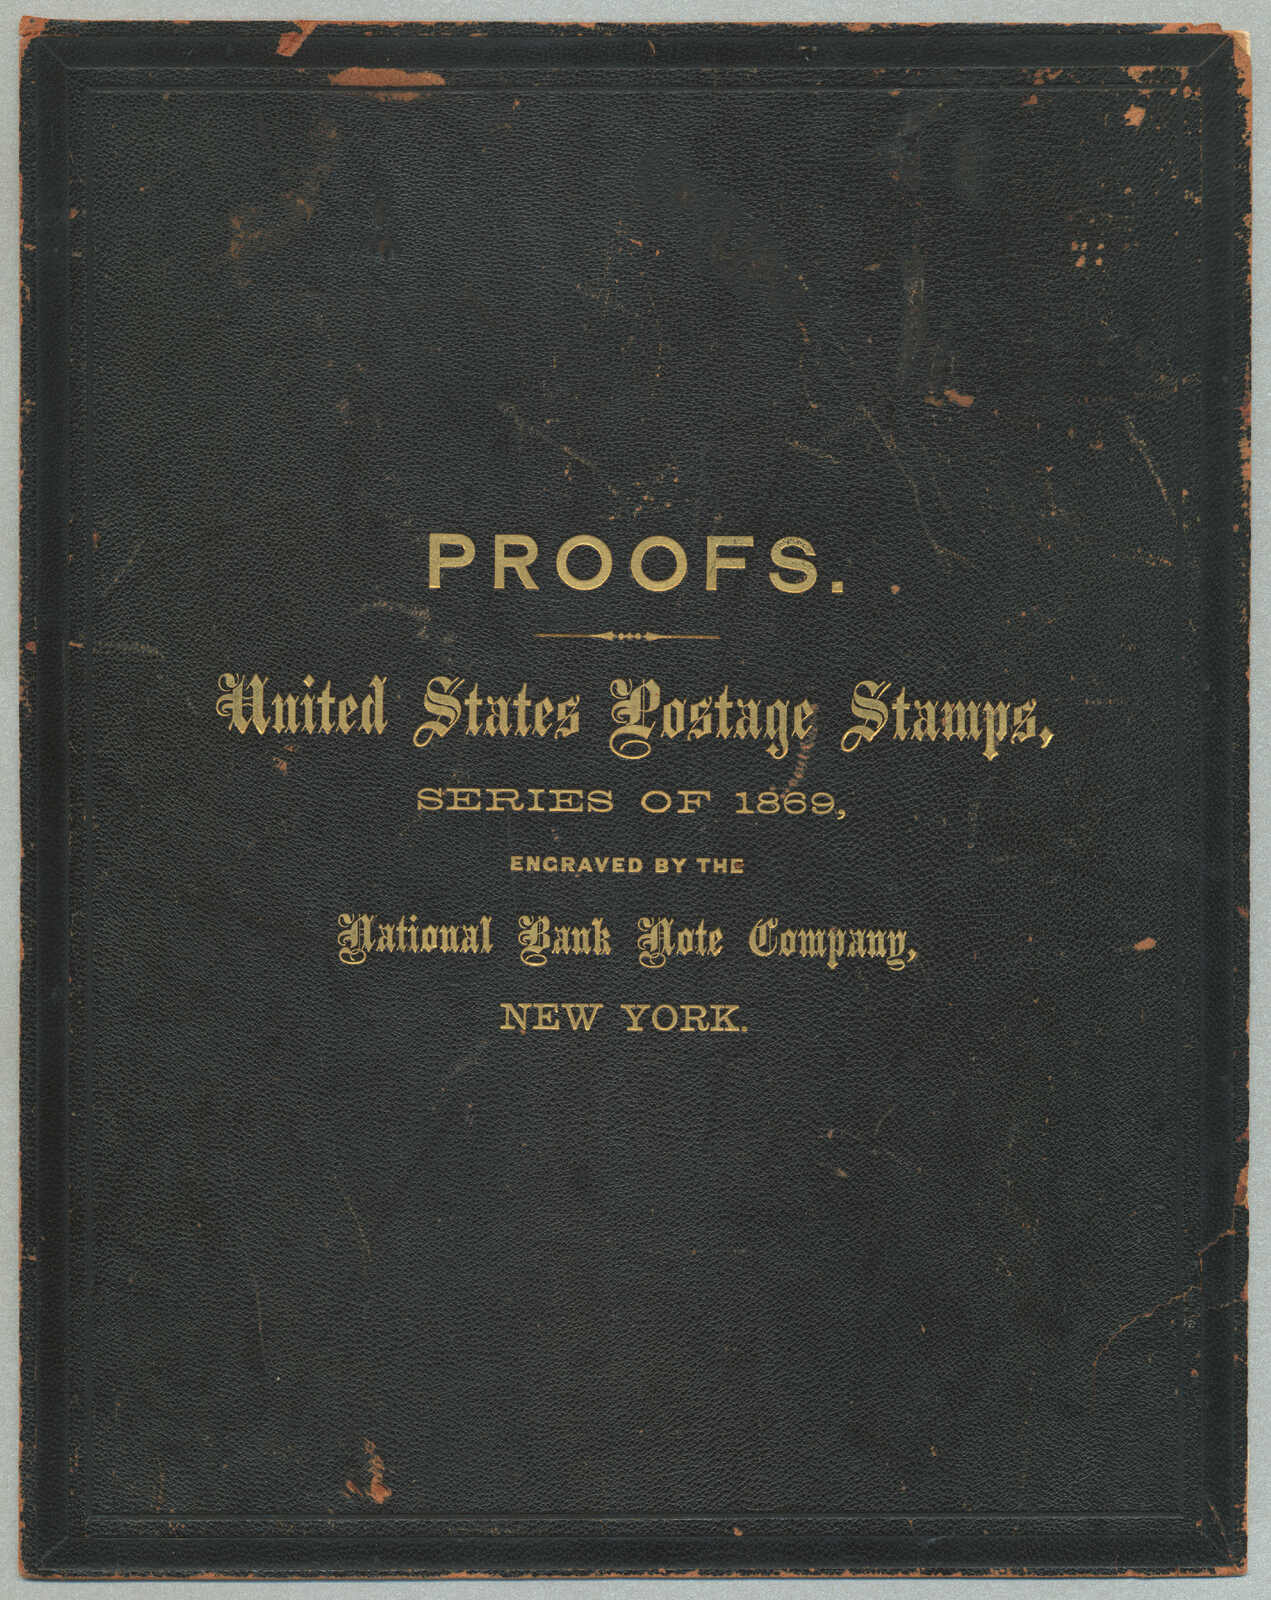 PROOFS.
United States Postage Stamps,
SERIES OF 1869,
ENGRAVED BY THE
National Bank Note Company,
NEW YORK.